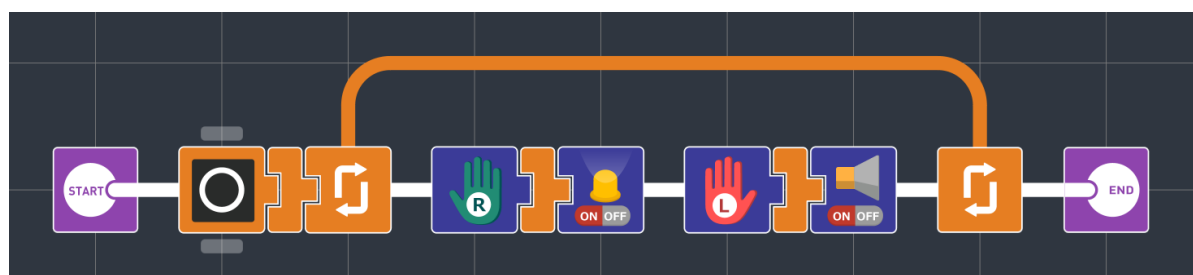 START
R
ON OFF
L
ON OFF
END